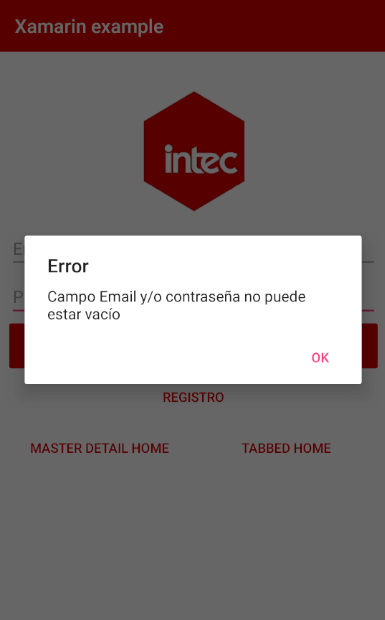 Xamarin example
intec
E
Error
P
Campo Email y/o contraseña no puede
estar vacío
OK
REGISTRO
MASTER DETAIL HOME
TABBED HOME